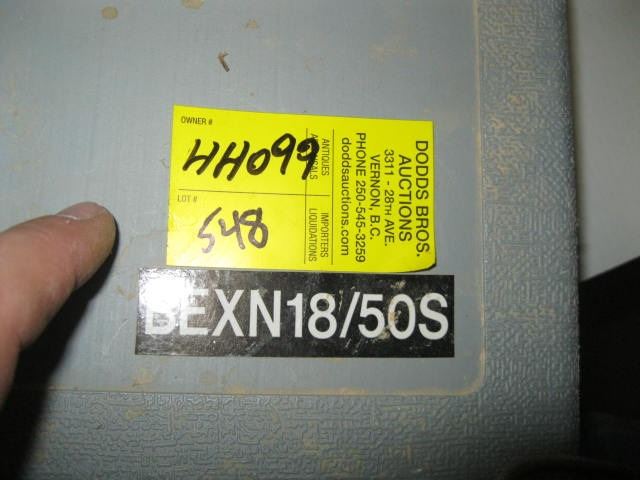 OWNER #
HH099
LOT #
548
ANTIQUES
APPRAISALS
IMPORTERS
LIQUIDATIONS
DODDS BROS.
AUCTIONS
3311 - 28TH AVE.
VERNON, B.C.
PHONE 250-545-3259
doddsauctions.com
BEXN18/50S